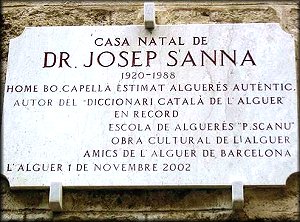 CASA NATAL DE
DR. JOSEP SANNA
1920-1988
HOME BO, CAPELLÀ ESTIMAT ALGUERÉS AUTÈNTIC,
AUTOR DEL "DICCIONARI CATALÀ DE L'ALGUER"
EN RECORD
ESCOLA DE ALGUERÉS "P. SCANU"
OBRA CULTURAL DE L'ALGUER
AMICS DE L'ALGUER DE BARCELONA
L'ALGUER 1 DE NOVEMBRE 2002